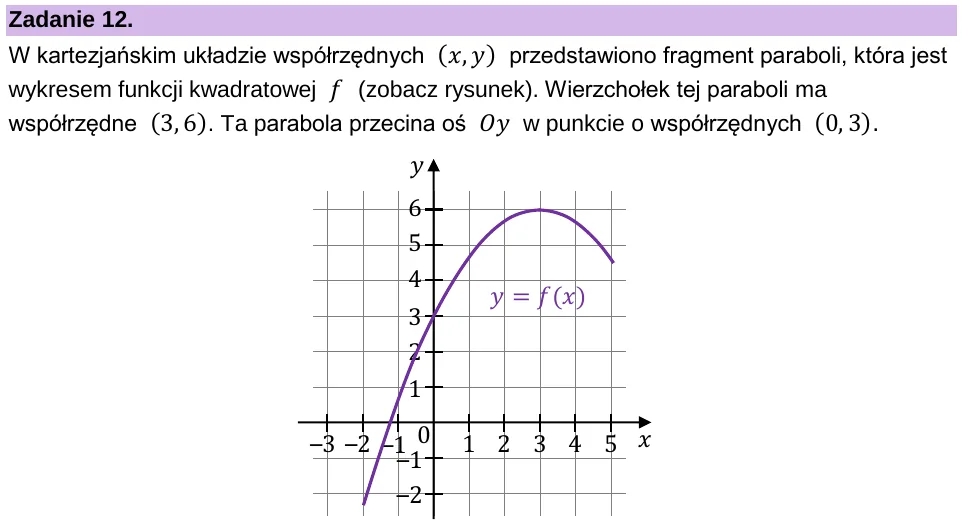 Zadanie 12.
W kartezjańskim układzie współrzędnych (x, y) przedstawiono fragment paraboli, która jest
wykresem funkcji kwadratowej f (zobacz rysunek). Wierzchołek tej paraboli ma
współrzędne (3, 6). Ta parabola przecina oś Oy w punkcie o współrzędnych (0, 3).
y
6
5
4
y = f(x)
3
2
1
−3 −2 −1 0 1 2 3 4 5 x
−1
−2